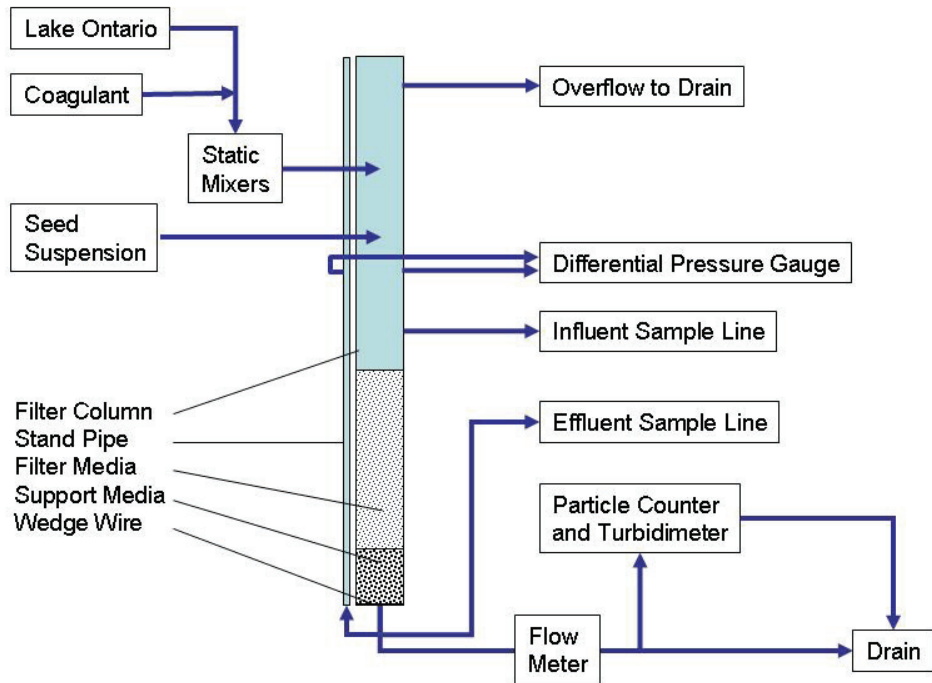 Lake Ontario
Coagulant
Static
Mixers
Seed
Suspension
Overflow to Drain
Differential Pressure Gauge
Influent Sample Line
Effluent Sample Line
Filter Column
Stand Pipe
Filter Media
Support Media
Wedge Wire
Particle Counter
and Turbidimeter
Flow
Meter
Drain